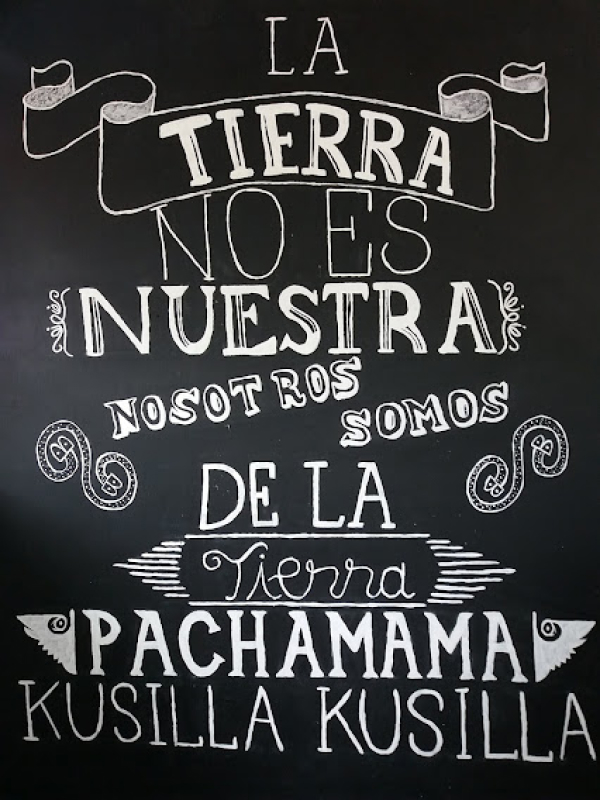 LA
TIERRA
NO ES
NUESTRA
NOSOTROS
SOMOS
DE LA
Tierra
PACHAMAMA
KUSILLA KUSILLA